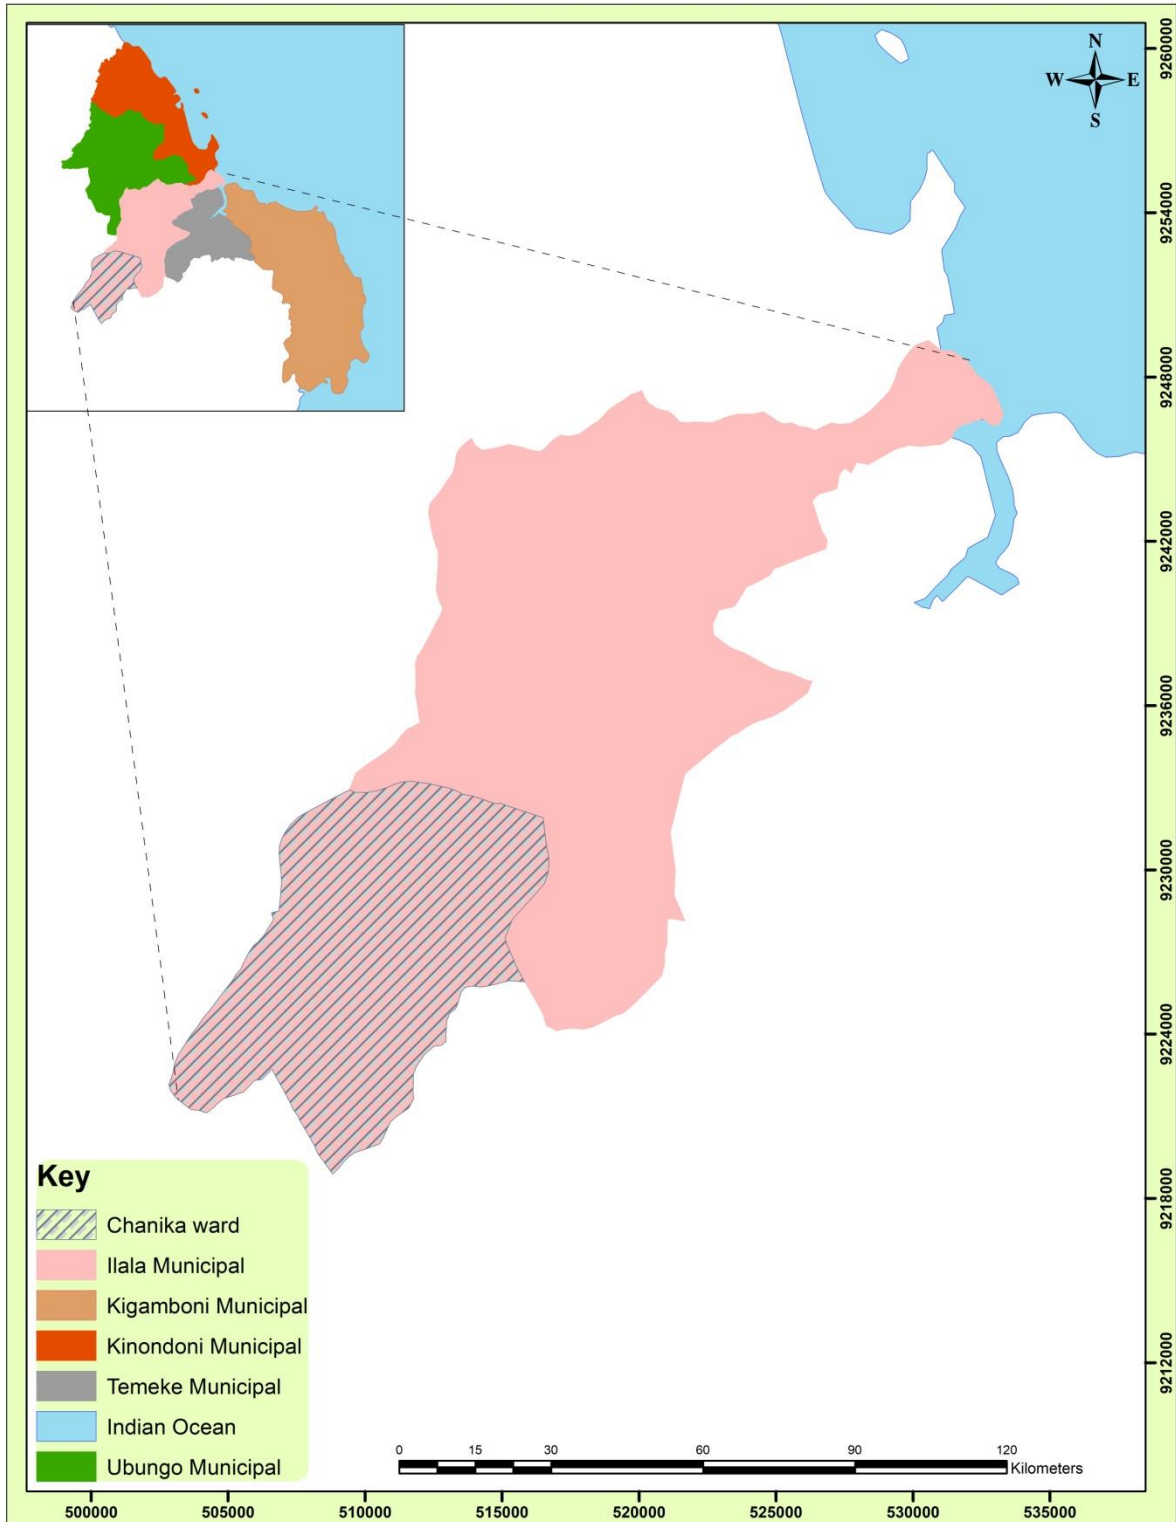 N
W E
S
9260000
9254000
9248000
9242000
9236000
9230000
9224000
9218000
9212000
Key
Chanika ward
Ilala Municipal
Kigamboni Municipal
Kinondoni Municipal
Temeke Municipal
Indian Ocean
Ubungo Municipal
0 15 30 60 90 120
Kilometers
500000 505000 510000 515000 520000 525000 530000 535000